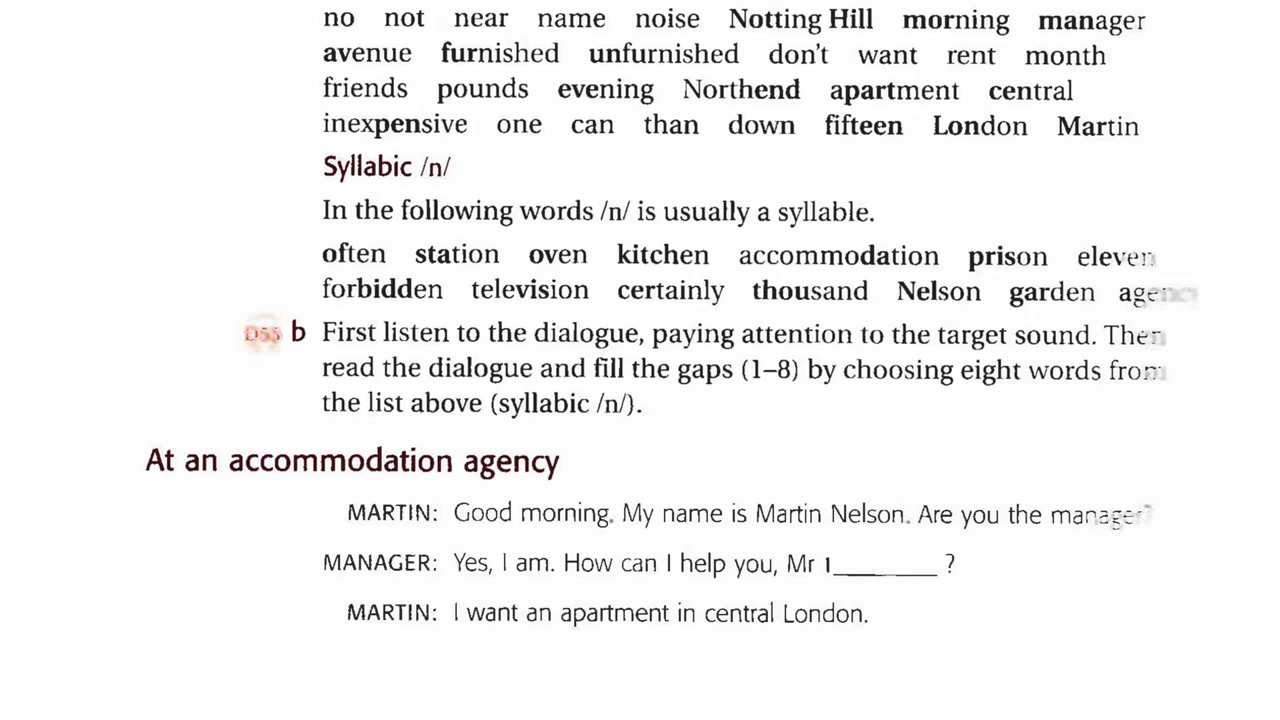 no not near name noise Notting Hill morning manager
avenue furnished unfurnished don't want rent month
friends pounds evening Northend apartment central
inexpensive one can than down fifteen London Martin
Syllabic /n/
In the following words /n/ is usually a syllable.
often station oven kitchen accommodation prison eleven
forbidden television certainly thousand Nelson garden agency
D55 b First listen to the dialogue, paying attention to the target sound. Then
read the dialogue and fill the gaps (1–8) by choosing eight words from
the list above (syllabic /n/).
At an accommodation agency
MARTIN: Good morning. My name is Martin Nelson. Are you the manager?
MANAGER: Yes, I am. How can I help you, Mr 1________ ?
MARTIN: I want an apartment in central London.